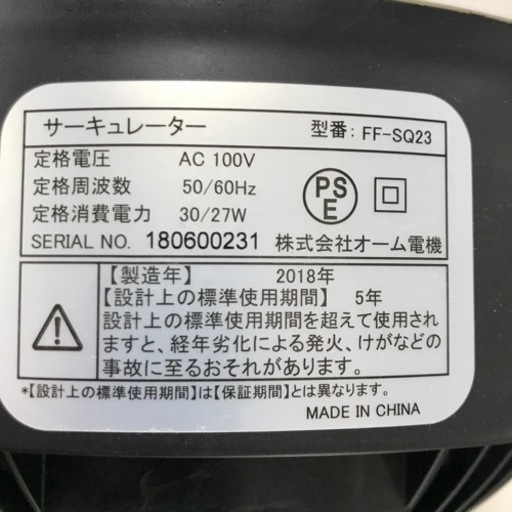 サーキュレーター 型番: FF-SQ23
定格電圧 AC 100V
定格周波数 50/60Hz
定格消費電力 30/27W
PS
E
SERIAL NO. 180600231 株式会社オーム電機
【製造年】 2018年
【設計上の標準使用期間】 5年
設計上の標準使用期間を超えて使用され
ますと、経年劣化による発火、けがなどの
事故に至るおそれがあります。
*【設計上の標準使用期間】は【保証期間】とは異なります。
MADE IN CHINA